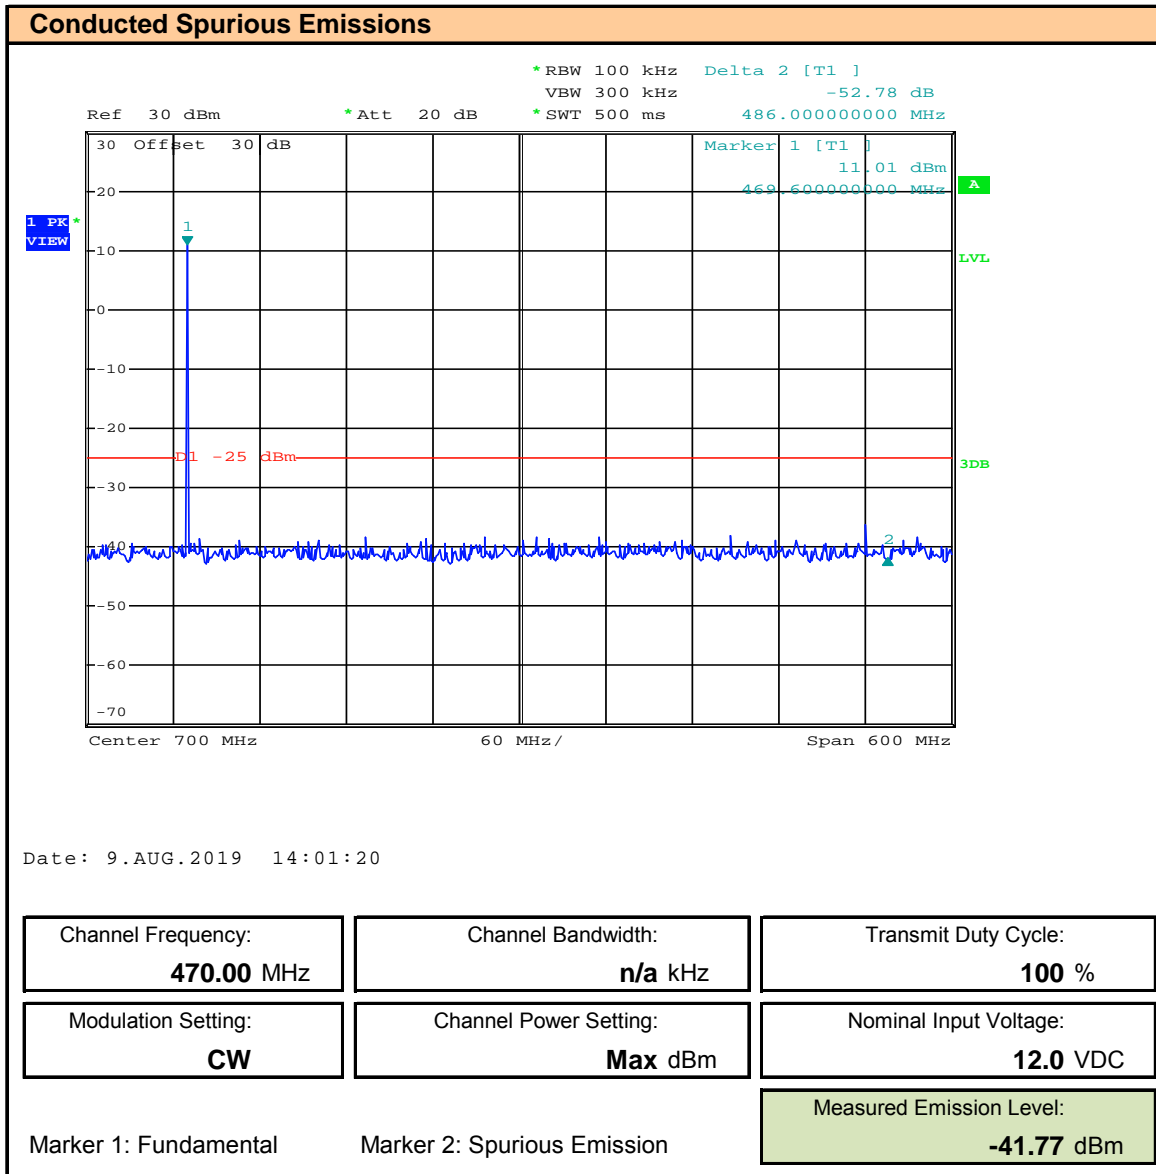 Conducted Spurious Emissions
*RBW 100 kHz Delta 2 [T1 ]
VBW 300 kHz -52.78 dB
Ref 30 dBm *Att 20 dB *SWT 500 ms 486.000000000 MHz
30 Offset 30 dB Marker 1 [T1 ]
11.01 dBm
20 469.600000000 MHz A
1 PK *
VIEW
1
10
LVL
0
-10
-20
D1 -25 dBm
3DB
-30
-40
2
-50
-60
-70
Center 700 MHz 60 MHz/ Span 600 MHz
Date: 9.AUG.2019 14:01:20
Channel Frequency: Channel Bandwidth: Transmit Duty Cycle:
470.00 MHz n/a kHz 100 %
Modulation Setting: Channel Power Setting: Nominal Input Voltage:
CW Max dBm 12.0 VDC
Measured Emission Level:
Marker 1: Fundamental Marker 2: Spurious Emission -41.77 dBm